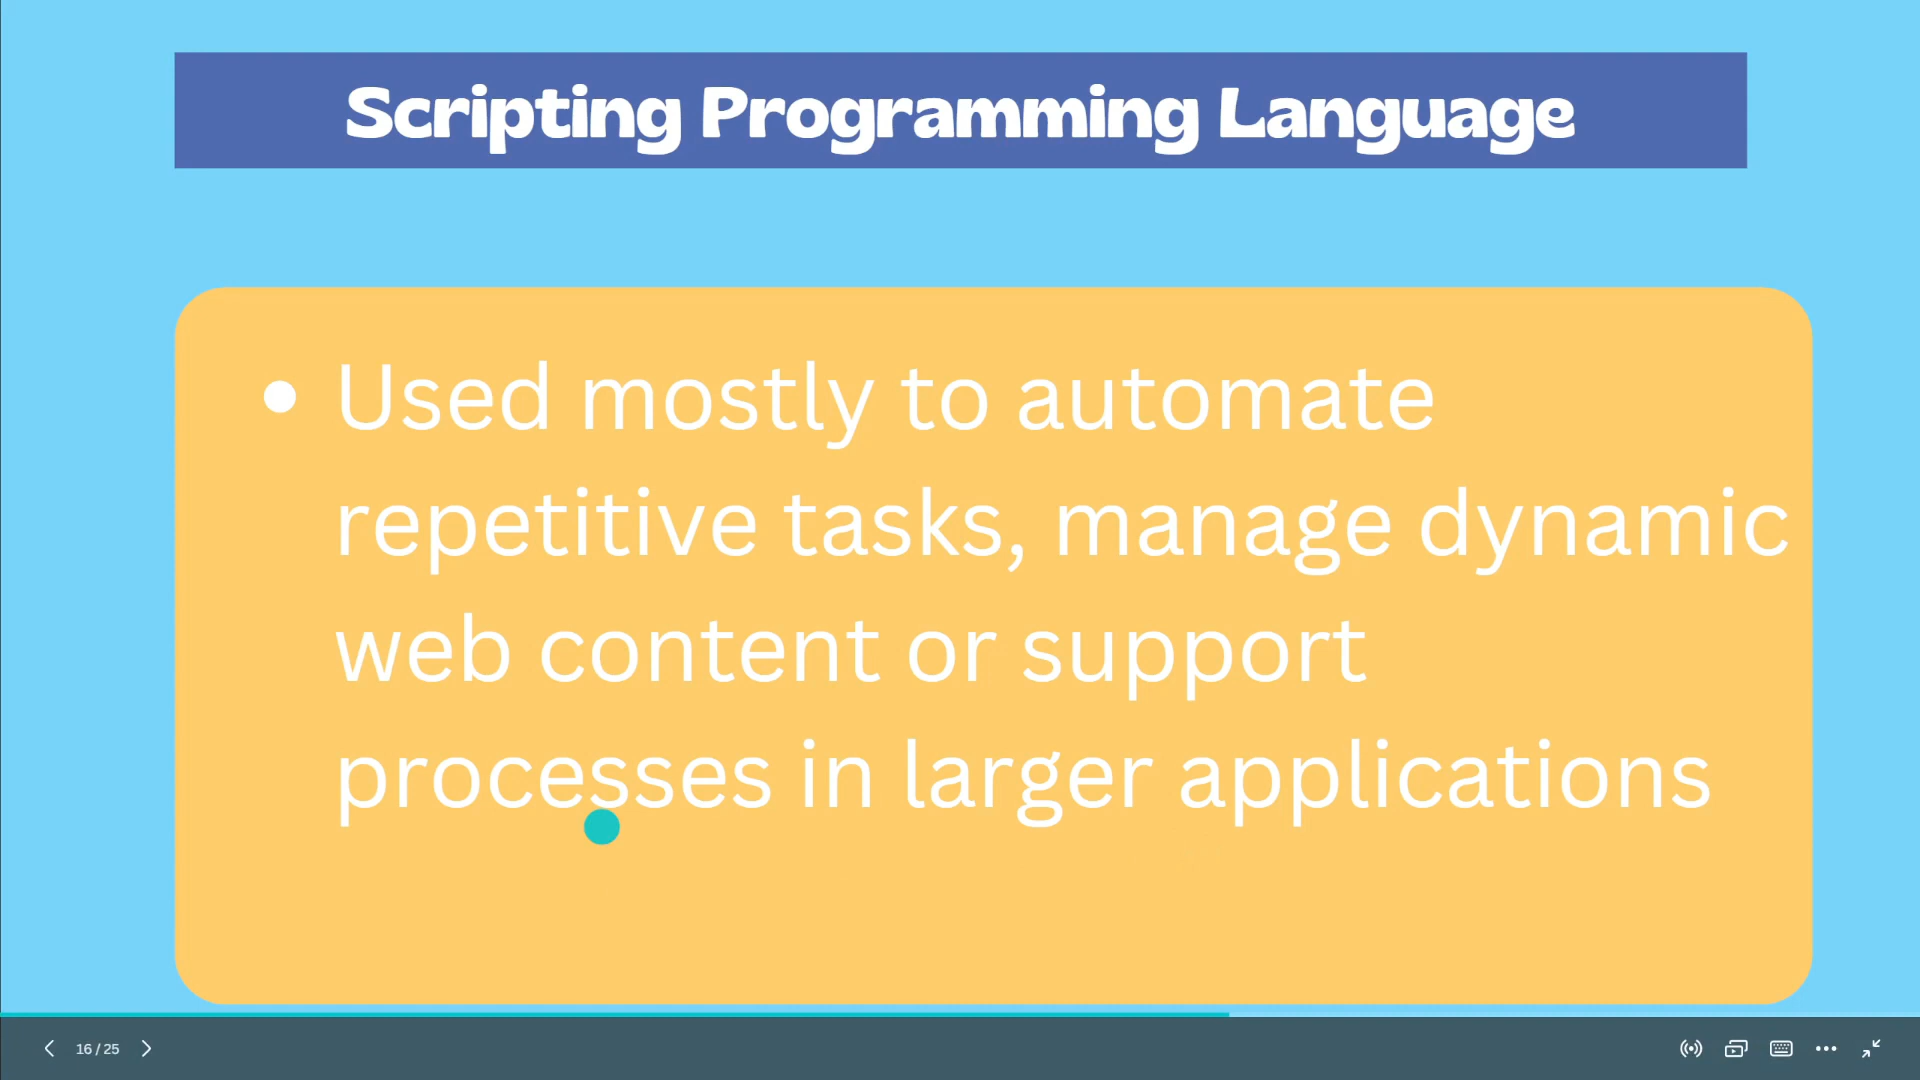 Scripting Programming Language
• Used mostly to automate
repetitive tasks, manage dynamic
web content or support
processes in larger applications
16 / 25